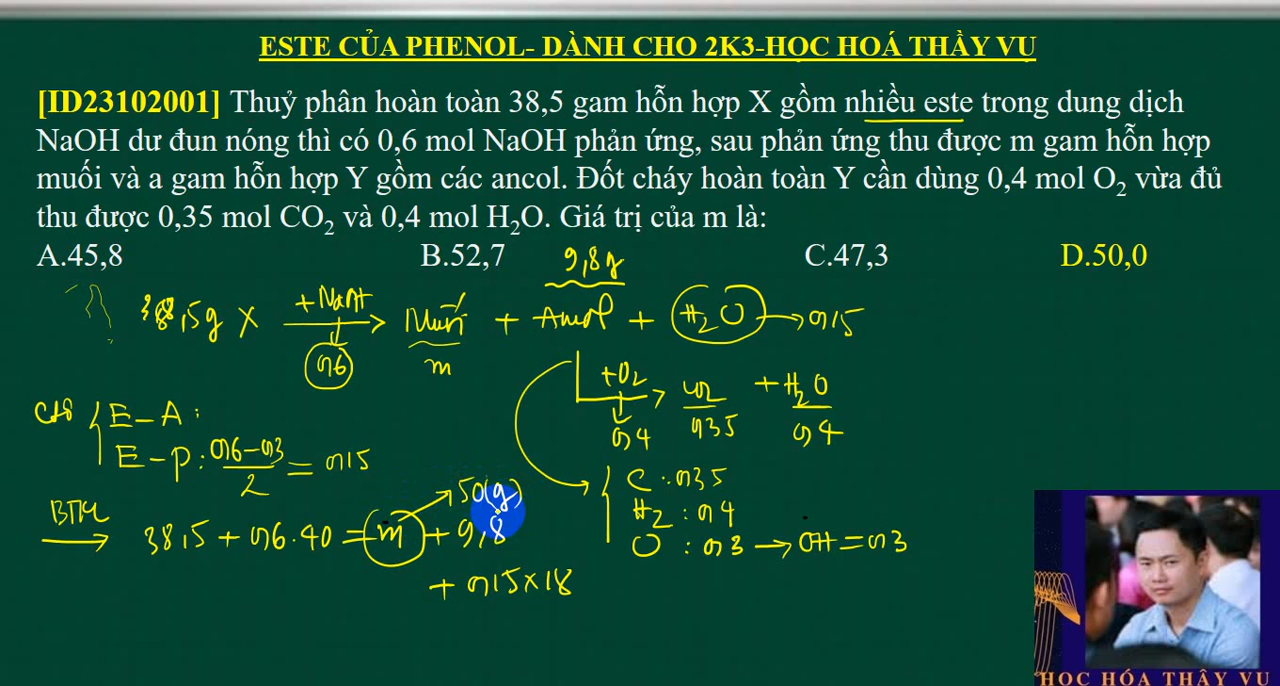 ESTE CỦA PHENOL- DÀNH CHO 2K3-HỌC HOÁ THẦY VỤ
[ID23102001] Thuỷ phân hoàn toàn 38,5 gam hỗn hợp X gồm nhiều este trong dung dịch
NaOH dư đun nóng thì có 0,6 mol NaOH phản ứng, sau phản ứng thu được m gam hỗn hợp
muối và a gam hỗn hợp Y gồm các ancol. Đốt cháy hoàn toàn Y cần dùng 0,4 mol O₂ vừa đủ
thu được 0,35 mol CO₂ và 0,4 mol H₂O. Giá trị của m là:
A.45,8 B.52,7 C.47,3 D.50,0
9,8g
38,5g X +NaOH Muối + Ancol + H₂O → 0,15
0,6 m
+O₂ CO₂ + H₂O
0,4 0,35 0,4
E-A:
E-P: 0,6-0,3 / 2 = 0,15
C: 0,35
H₂: 0,4
O: 0,3 → OH = 0,3
50(g)
38,5 + 0,6.40 = m + 9,8
+ 0,15x18
HỌC HÓA THẦY VỤ